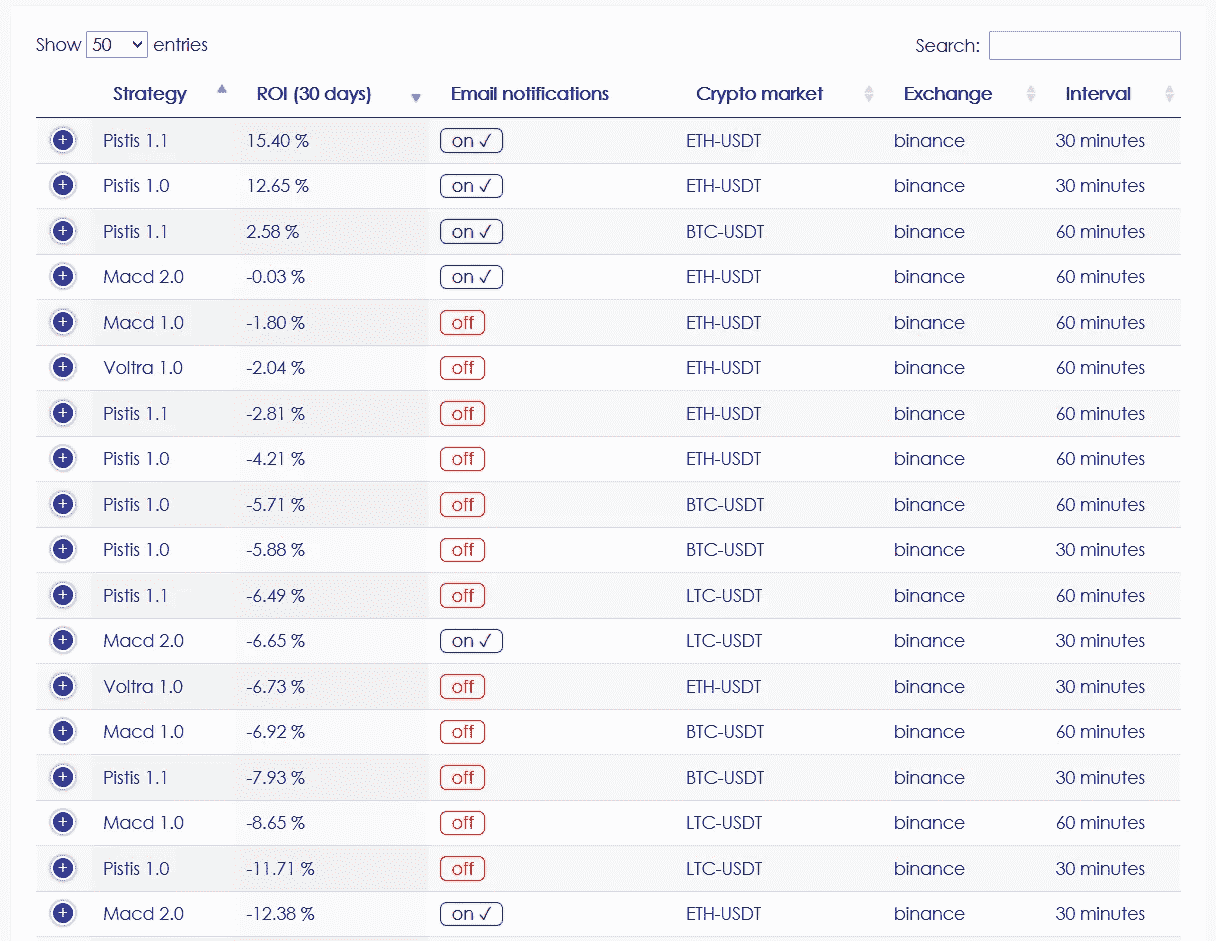 Show 50 entries Search:
Strategy ROI (30 days) Email notifications Crypto market Exchange Interval
+ Pistis 1.1 15.40 % on ✓ ETH-USDT binance 30 minutes
+ Pistis 1.0 12.65 % on ✓ ETH-USDT binance 30 minutes
+ Pistis 1.1 2.58 % on ✓ BTC-USDT binance 60 minutes
+ Macd 2.0 -0.03 % on ✓ ETH-USDT binance 60 minutes
+ Macd 1.0 -1.80 % off ETH-USDT binance 60 minutes
+ Voltra 1.0 -2.04 % off ETH-USDT binance 60 minutes
+ Pistis 1.1 -2.81 % off ETH-USDT binance 60 minutes
+ Pistis 1.0 -4.21 % off ETH-USDT binance 60 minutes
+ Pistis 1.0 -5.71 % off BTC-USDT binance 60 minutes
+ Pistis 1.0 -5.88 % off BTC-USDT binance 30 minutes
+ Pistis 1.1 -6.49 % off LTC-USDT binance 60 minutes
+ Macd 2.0 -6.65 % on ✓ LTC-USDT binance 30 minutes
+ Voltra 1.0 -6.73 % off ETH-USDT binance 30 minutes
+ Macd 1.0 -6.92 % off BTC-USDT binance 60 minutes
+ Pistis 1.1 -7.93 % off BTC-USDT binance 30 minutes
+ Macd 1.0 -8.65 % off LTC-USDT binance 60 minutes
+ Pistis 1.0 -11.71 % off LTC-USDT binance 30 minutes
+ Macd 2.0 -12.38 % on ✓ ETH-USDT binance 30 minutes